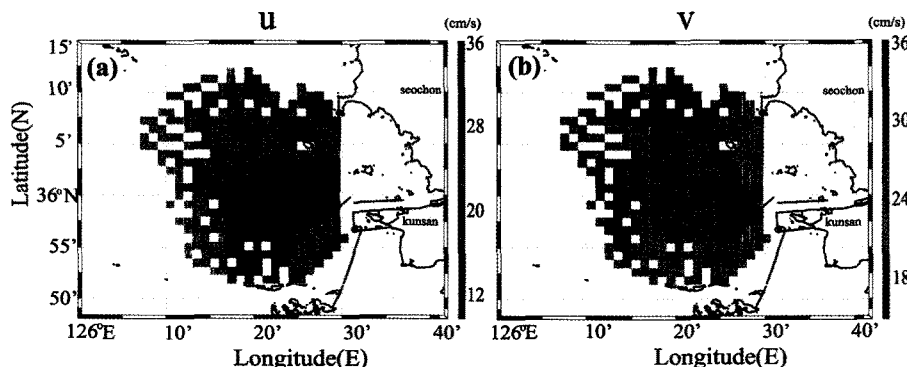 u
v
(cm/s)
(cm/s)
(a)
(b)
15'
10'
5'
36°N
55'
50'
Latitude(N)
126°E
10'
20'
30'
40'
Longitude(E)
seochon
kunsan
36
28
20
12
126°E
10'
20'
30'
40'
Longitude(E)
seochon
kunsan
36
30
24
18